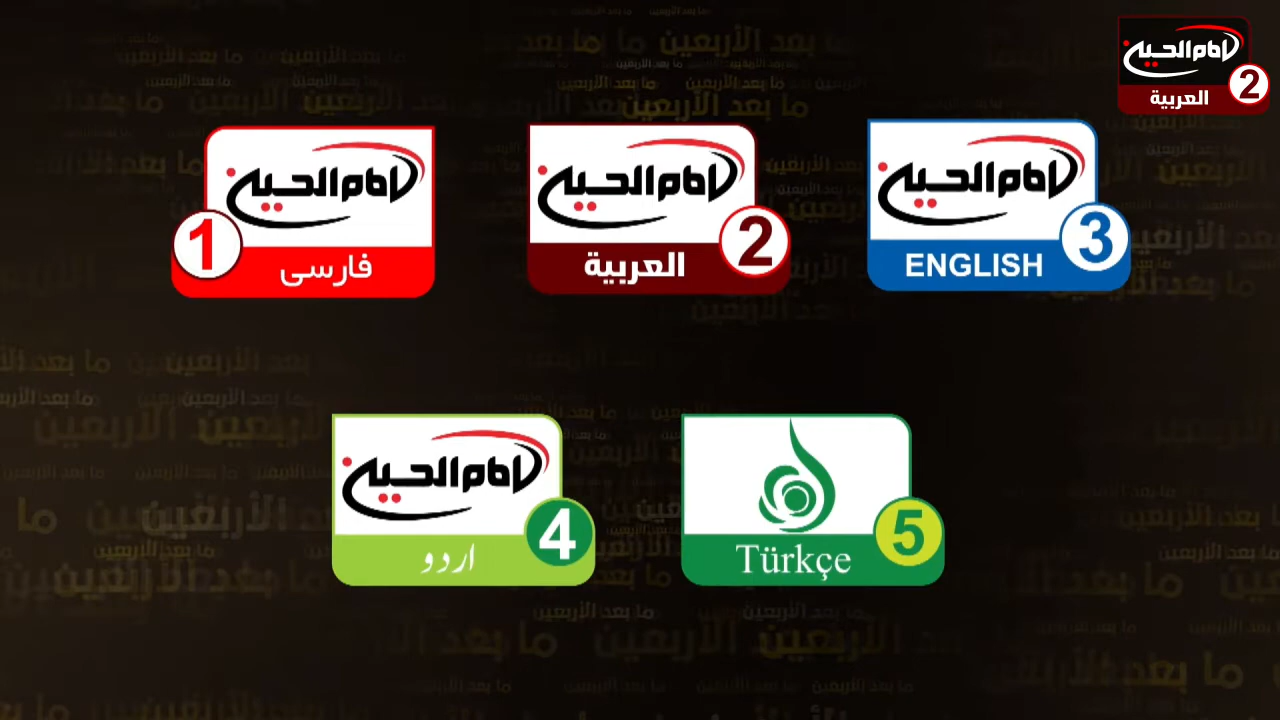 امام الحسین
2
العربية
امام الحسین
1
فارسی
امام الحسین
2
العربية
امام الحسین
3
ENGLISH
امام الحسین
4
اردو
5
Türkçe
ما بعد الأربعين